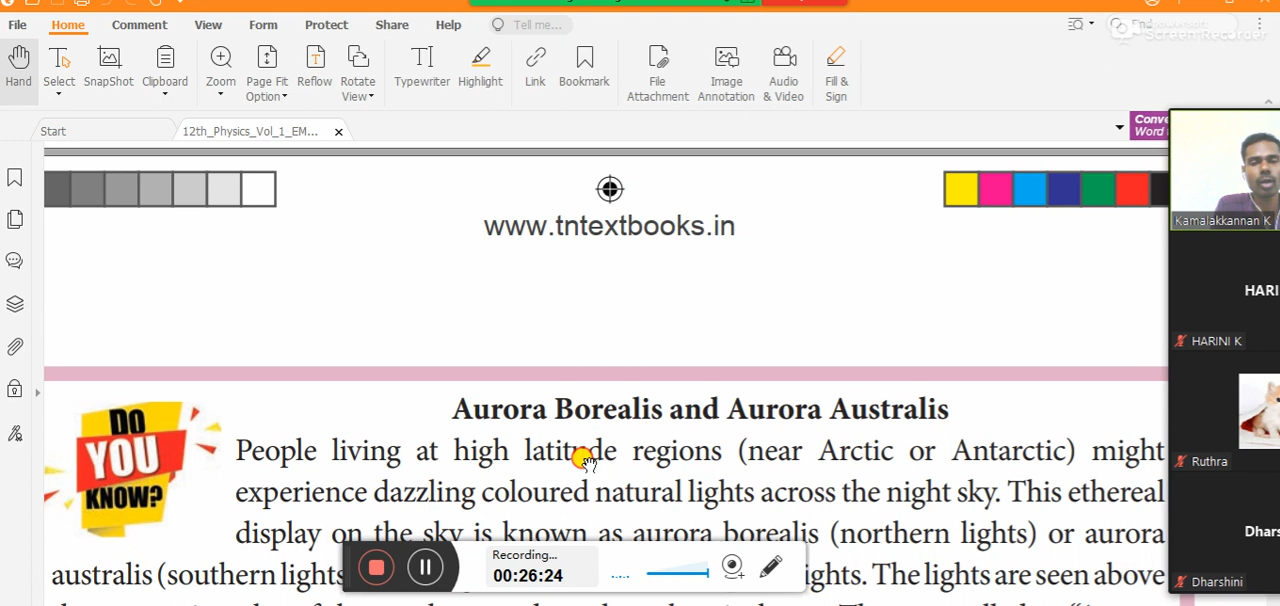 File Home Comment View Form Protect Share Help Tell me... Find
Screen Recorder
Hand Select SnapShot Clipboard Zoom Page Fit Option Reflow Rotate View Typewriter Highlight Link Bookmark File Attachment Image Annotation Audio & Video Fill & Sign
Start 12th_Physics_Vol_1_EM...
www.tntextbooks.in
Kamalakkannan K
HARI
HARINI K
Aurora Borealis and Aurora Australis
DO YOU KNOW?
People living at high latitude regions (near Arctic or Antarctic) might
Ruthra
experience dazzling coloured natural lights across the night sky. This ethereal
display on the sky is known as aurora borealis (northern lights) or aurora
Dhars
Recording...
00:26:24
australis (southern lights ights. The lights are seen above
Dharshini